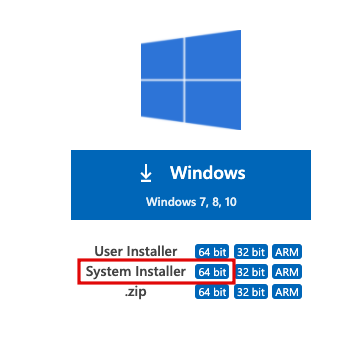 Windows
Windows 7, 8, 10
User Installer 64 bit 32 bit ARM
System Installer 64 bit 32 bit ARM
.zip 64 bit 32 bit ARM